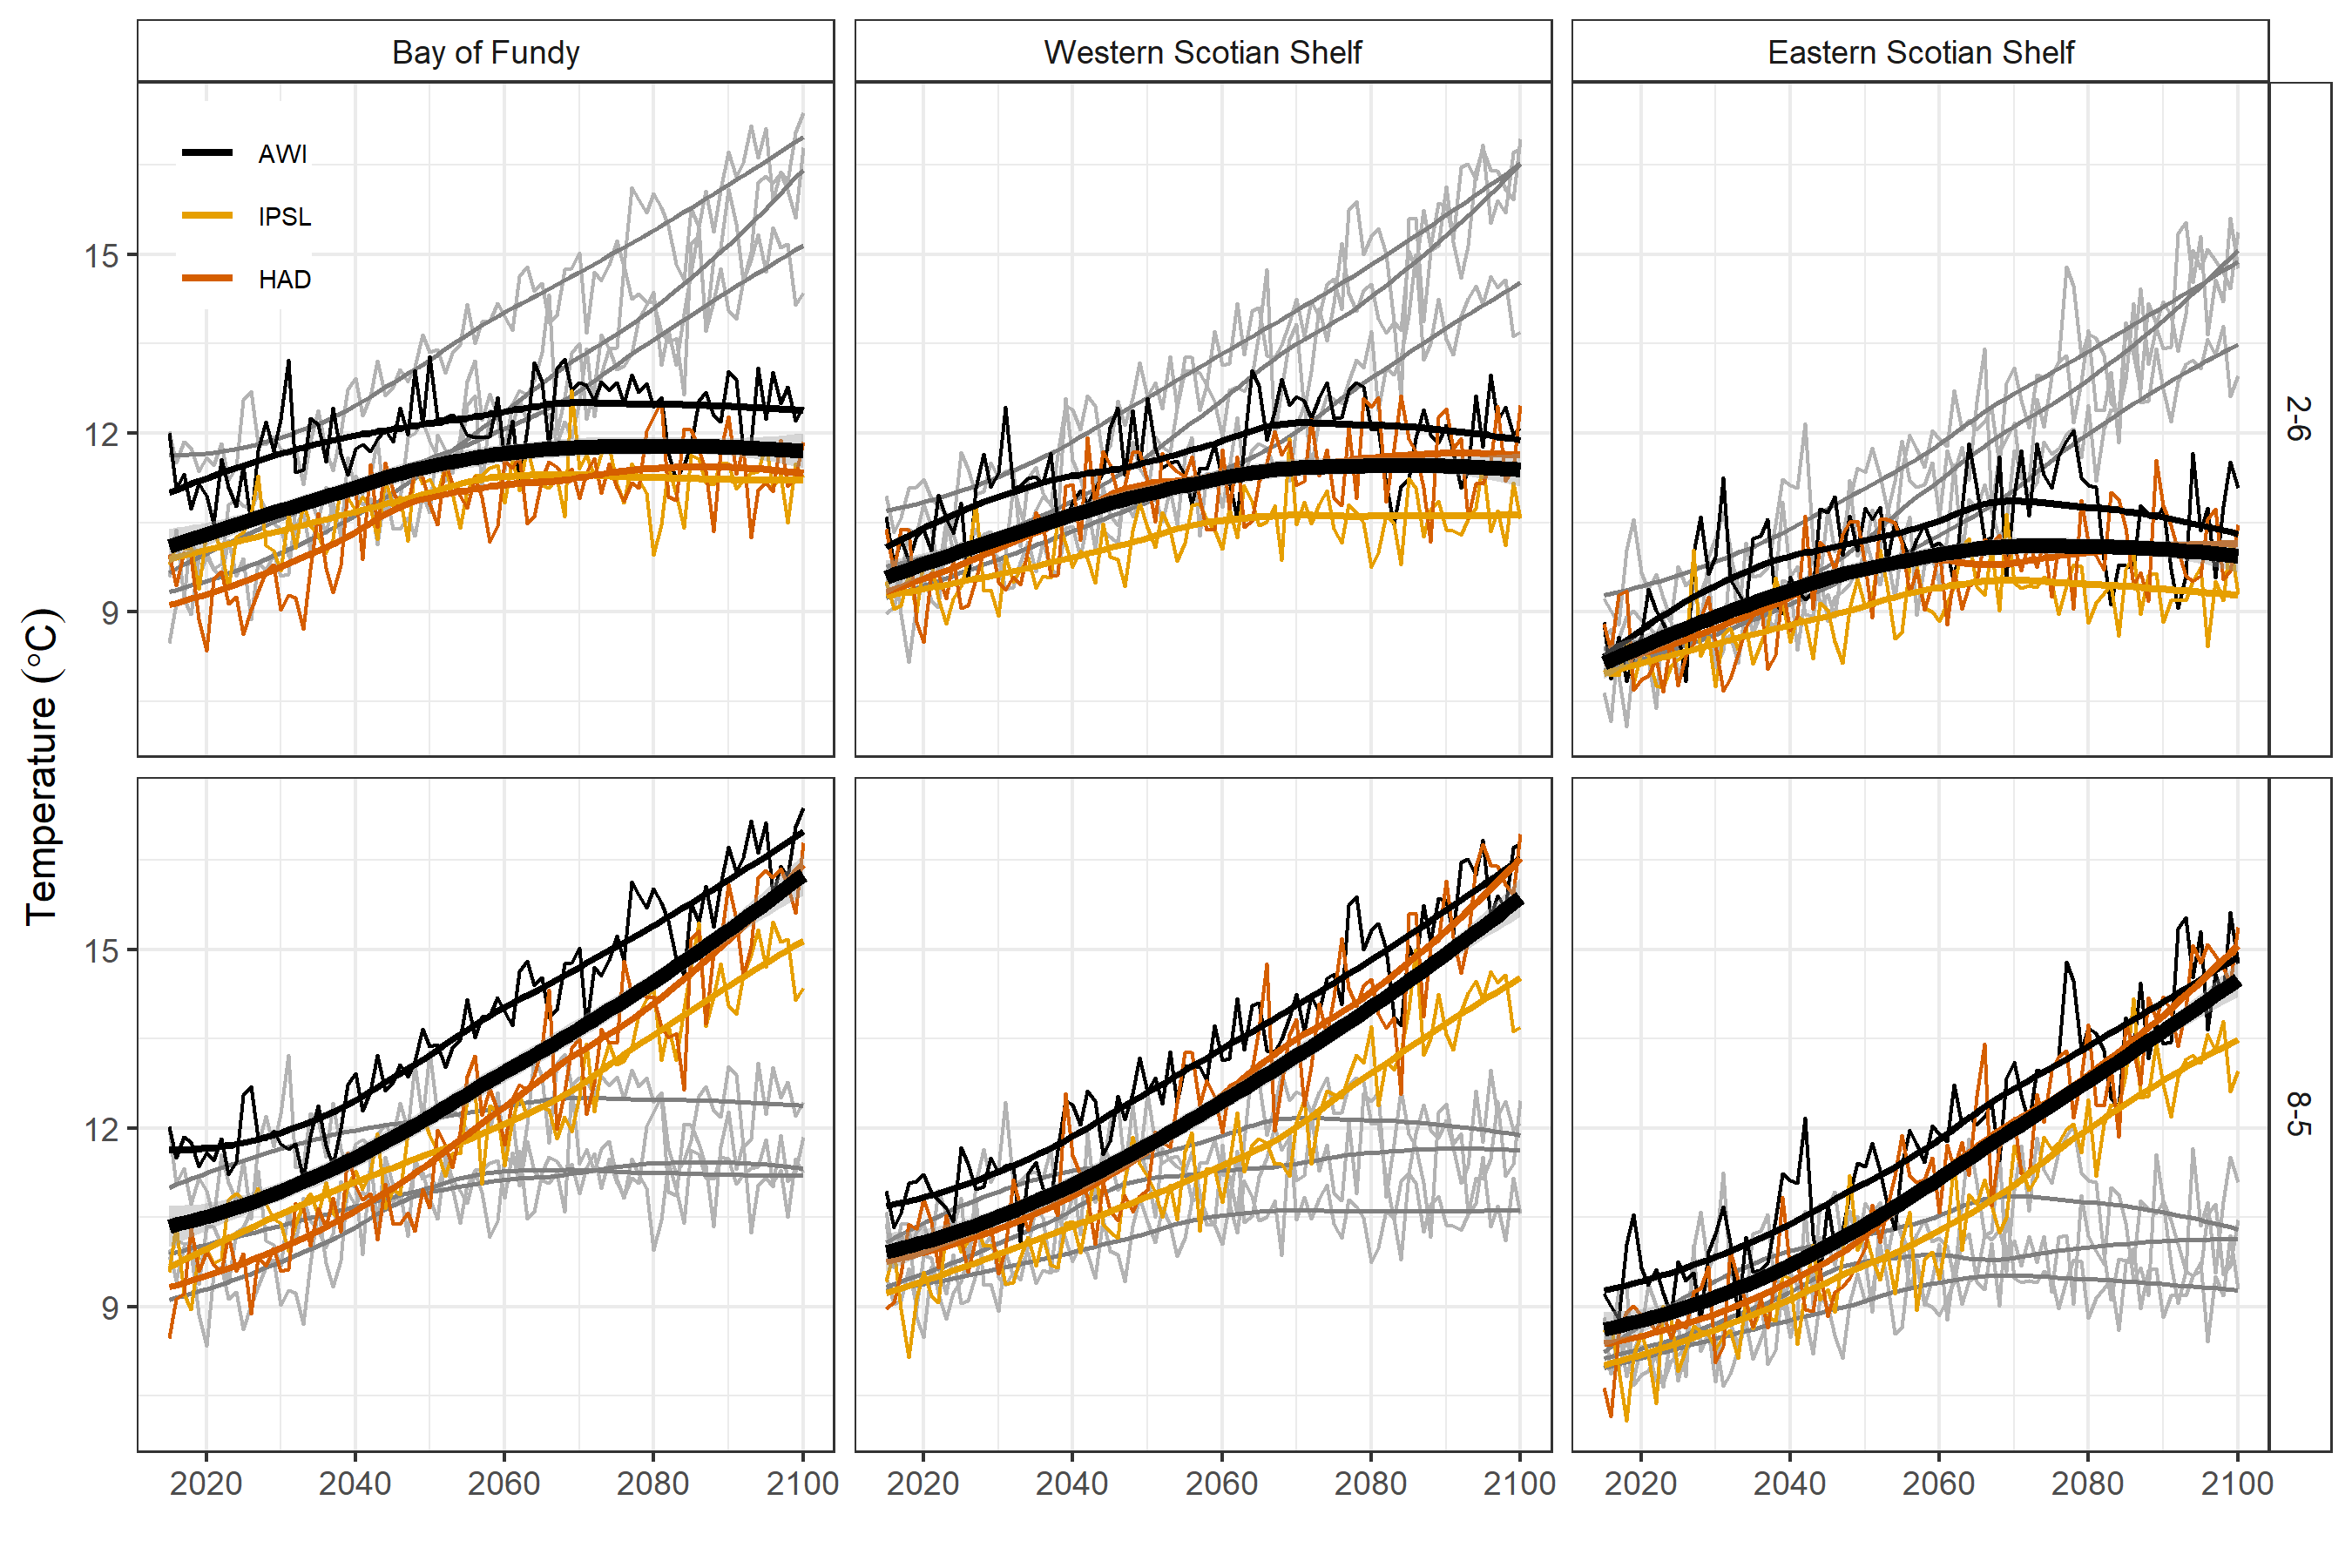 Bay of Fundy
Western Scotian Shelf
Eastern Scotian Shelf
AWI
IPSL
HAD
15
12
9
2-6
Temperature (°C)
15
12
9
8-5
2020 2040 2060 2080 2100
2020 2040 2060 2080 2100
2020 2040 2060 2080 2100